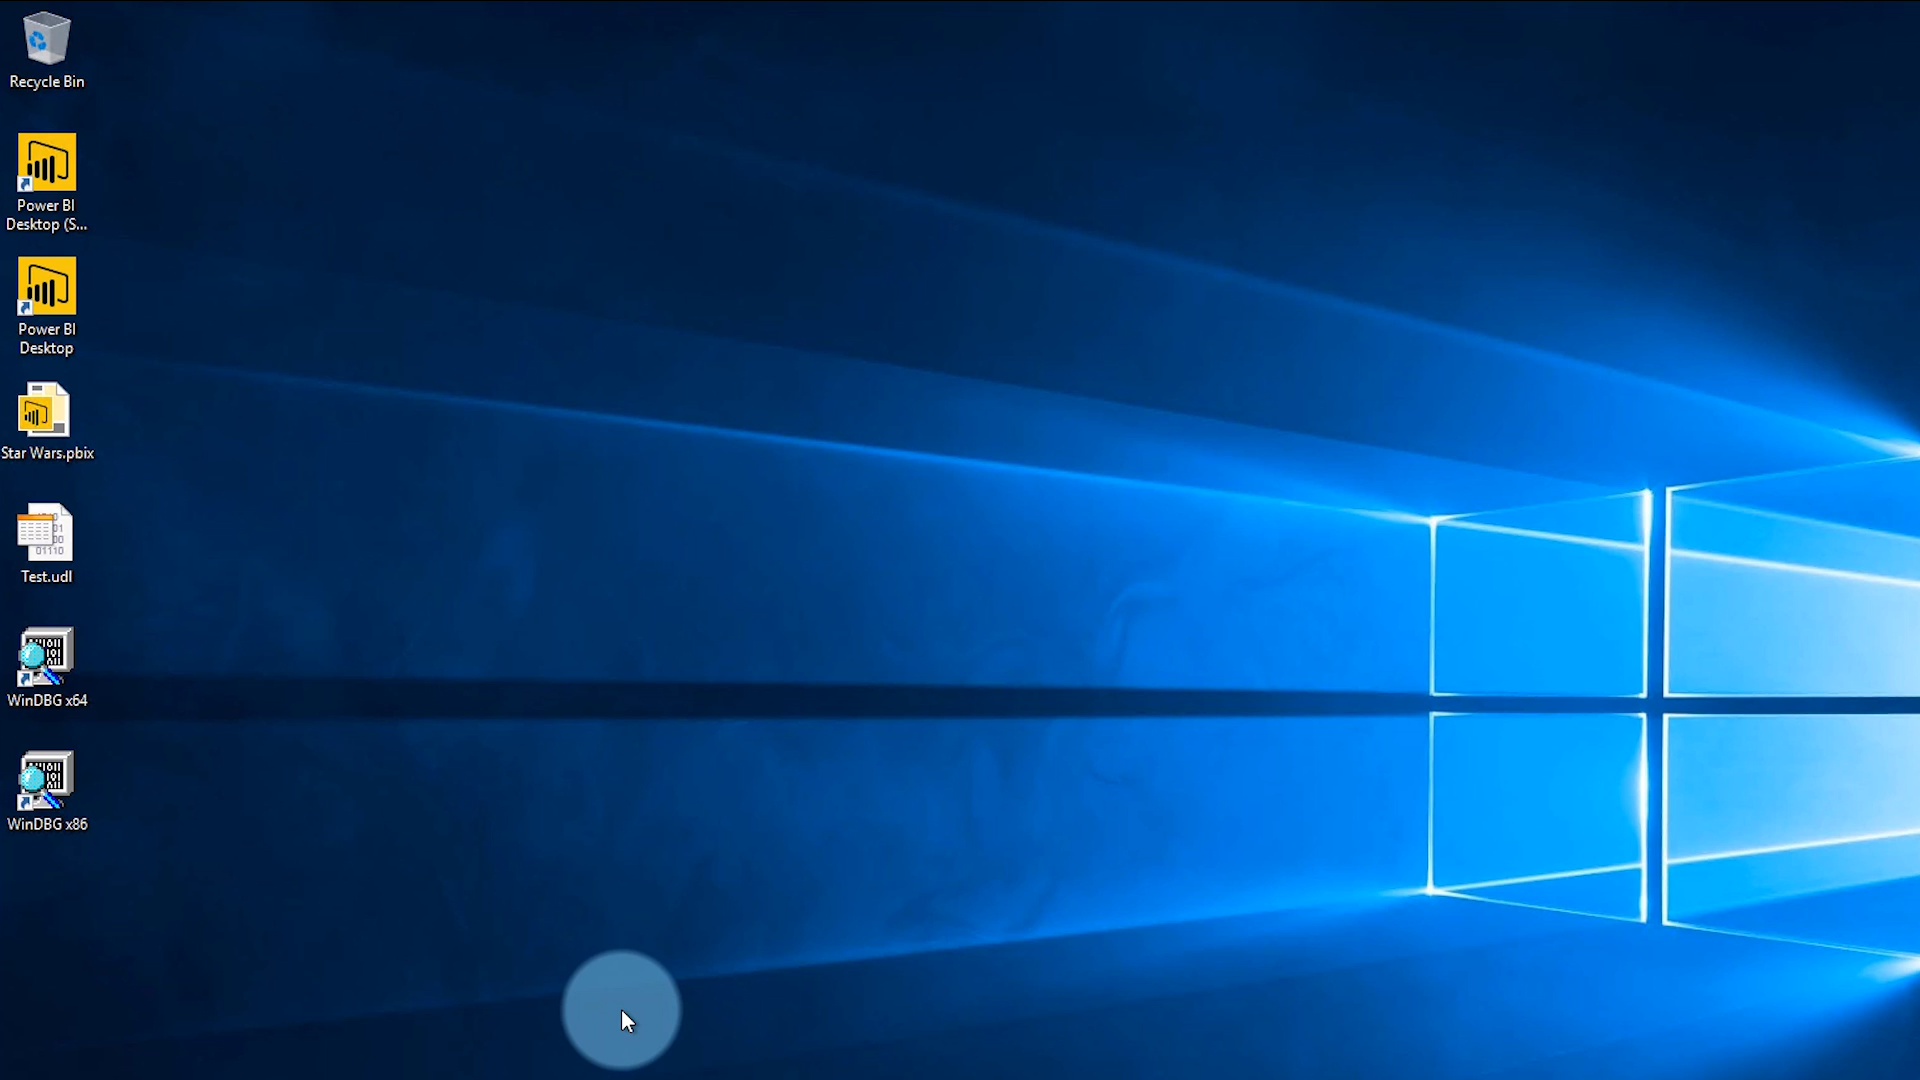 Recycle Bin
Power BI
Desktop (S...
Power BI
Desktop
Star Wars.pbix
Test.udl
WinDBG x64
WinDBG x86